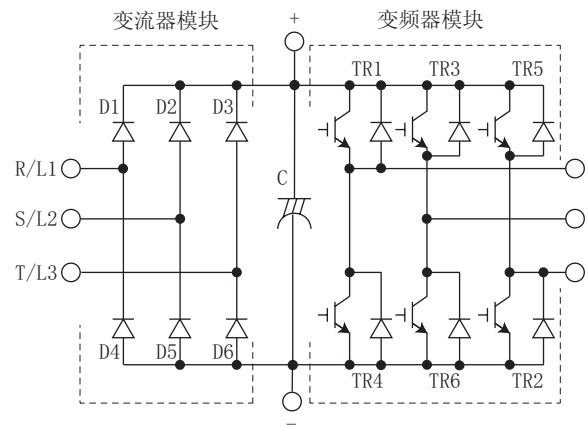 变流器模块 + 变频器模块
TR1 TR3 TR5
D1 D2 D3
R/L1
C
S/L2
T/L3
D4 D5 D6
TR4 TR6 TR2
−